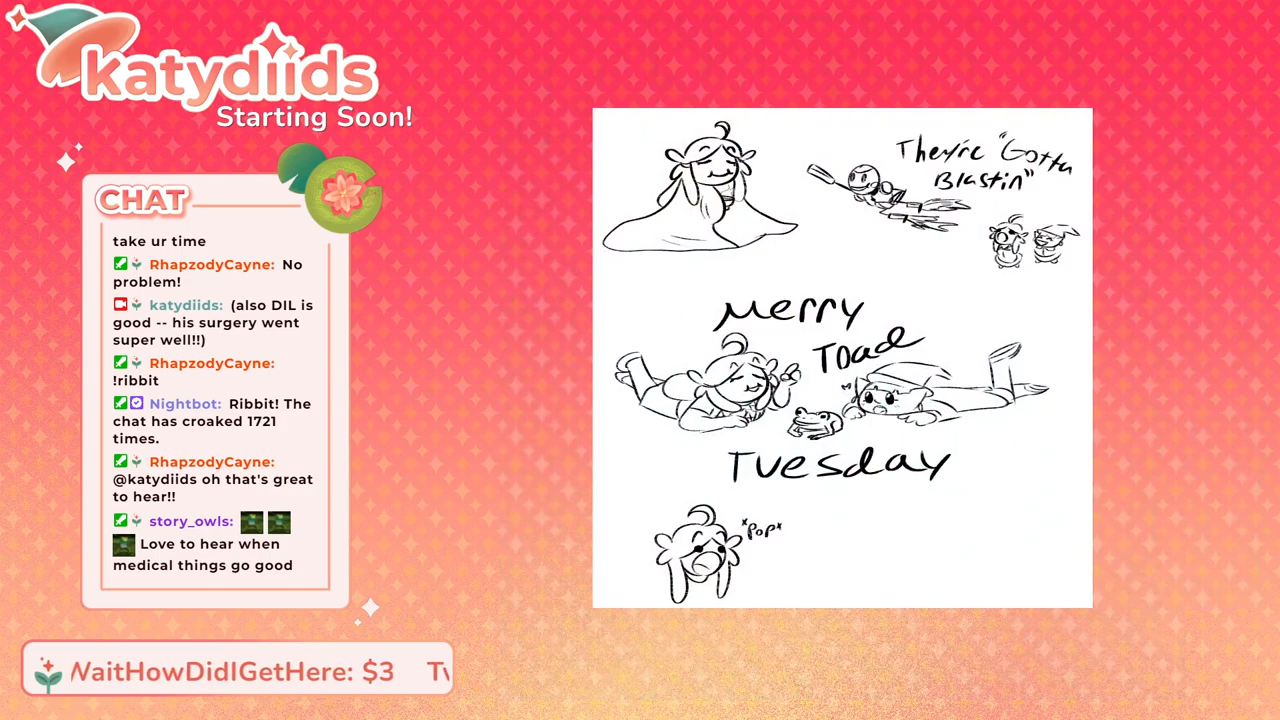 katydiids
Starting Soon!
CHAT
take ur time
RhapzodyCayne: No
problem!
katydiids: (also DIL is
good -- his surgery went
super well!!)
RhapzodyCayne:
!ribbit
Nightbot: Ribbit! The
chat has croaked 1721
times.
RhapzodyCayne:
@katydiids oh that's great
to hear!!
story_owls:
Love to hear when
medical things go good
WaitHowDidIGetHere: $3 Tw
They're "Gotta
Blastin"
Merry
Toad
Tuesday
*pop*